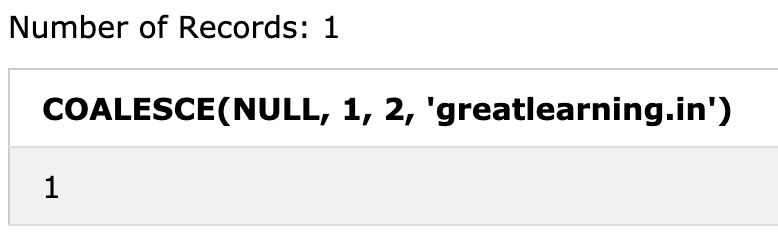 Number of Records: 1
COALESCE(NULL, 1, 2, 'greatlearning.in')
1